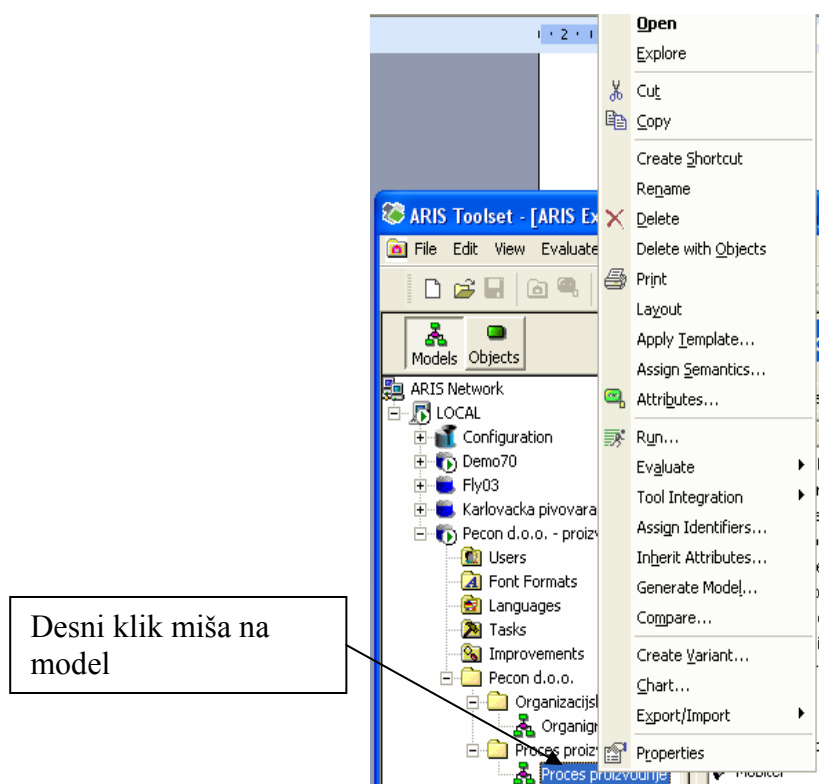 · 2 · ı
Open
Explore
Cut
Copy
Create Shortcut
Rename
Delete
Delete with Objects
Print
Layout
Apply Template...
Assign Semantics...
Attributes...
Run...
Evaluate
Tool Integration
Assign Identifiers...
Inherit Attributes...
Generate Model...
Compare...
Create Variant...
Chart...
Export/Import
Properties
ARIS Toolset - [ARIS Ex
File Edit View Evaluate
Models Objects
ARIS Network
LOCAL
Configuration
Demo70
Fly03
Karlovacka pivovara
Pecon d.o.o. - proizv
Users
Font Formats
Languages
Tasks
Improvements
Pecon d.o.o.
Organizacijsl
Organigr
Proces proizv
Proces proizvodnje
Desni klik miša na
model